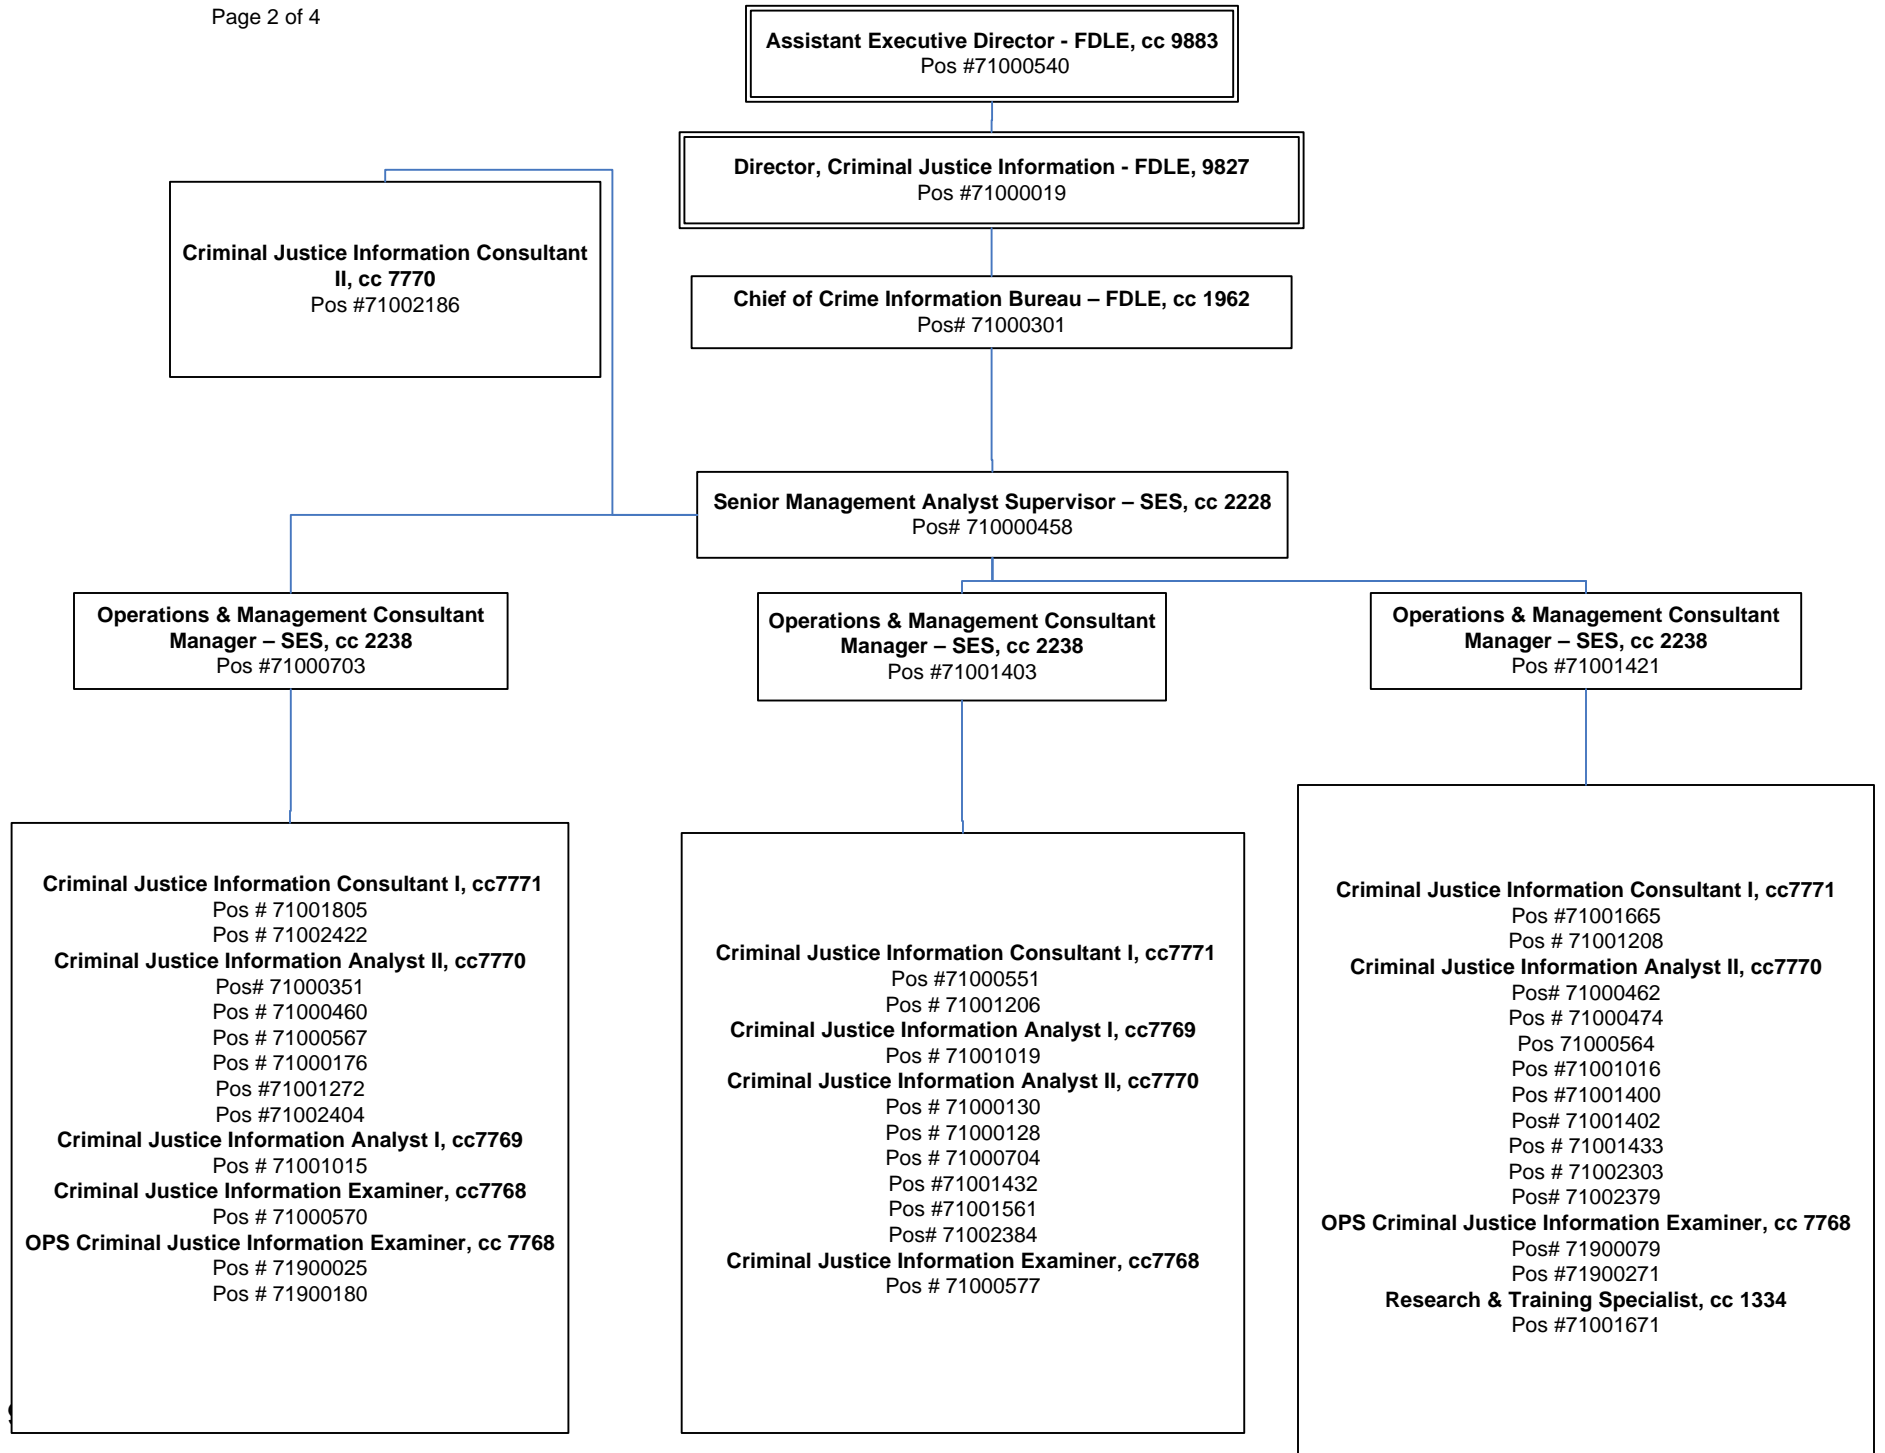 Page 2 of 4
Assistant Executive Director - FDLE, cc 9883
Pos #71000540
Director, Criminal Justice Information - FDLE, 9827
Pos #71000019
Criminal Justice Information Consultant
II, cc 7770
Pos #71002186
Chief of Crime Information Bureau – FDLE, cc 1962
Pos# 71000301
Senior Management Analyst Supervisor – SES, cc 2228
Pos# 710000458
Operations & Management Consultant
Manager – SES, cc 2238
Pos #71000703
Operations & Management Consultant
Manager – SES, cc 2238
Pos #71001403
Operations & Management Consultant
Manager – SES, cc 2238
Pos #71001421
Criminal Justice Information Consultant I, cc7771
Pos # 71001805
Pos # 71002422
Criminal Justice Information Analyst II, cc7770
Pos# 71000351
Pos # 71000460
Pos # 71000567
Pos # 71000176
Pos #71001272
Pos #71002404
Criminal Justice Information Analyst I, cc7769
Pos # 71001015
Criminal Justice Information Examiner, cc7768
Pos # 71000570
OPS Criminal Justice Information Examiner, cc 7768
Pos # 71900025
Pos # 71900180
Criminal Justice Information Consultant I, cc7771
Pos #71000551
Pos # 71001206
Criminal Justice Information Analyst I, cc7769
Pos # 71001019
Criminal Justice Information Analyst II, cc7770
Pos # 71000130
Pos # 71000128
Pos # 71000704
Pos #71001432
Pos #71001561
Pos# 71002384
Criminal Justice Information Examiner, cc7768
Pos # 71000577
Criminal Justice Information Consultant I, cc7771
Pos #71001665
Pos # 71001208
Criminal Justice Information Analyst II, cc7770
Pos# 71000462
Pos # 71000474
Pos 71000564
Pos #71001016
Pos #71001400
Pos# 71001402
Pos # 71001433
Pos # 71002303
Pos# 71002379
OPS Criminal Justice Information Examiner, cc 7768
Pos# 71900079
Pos #71900271
Research & Training Specialist, cc 1334
Pos #71001671